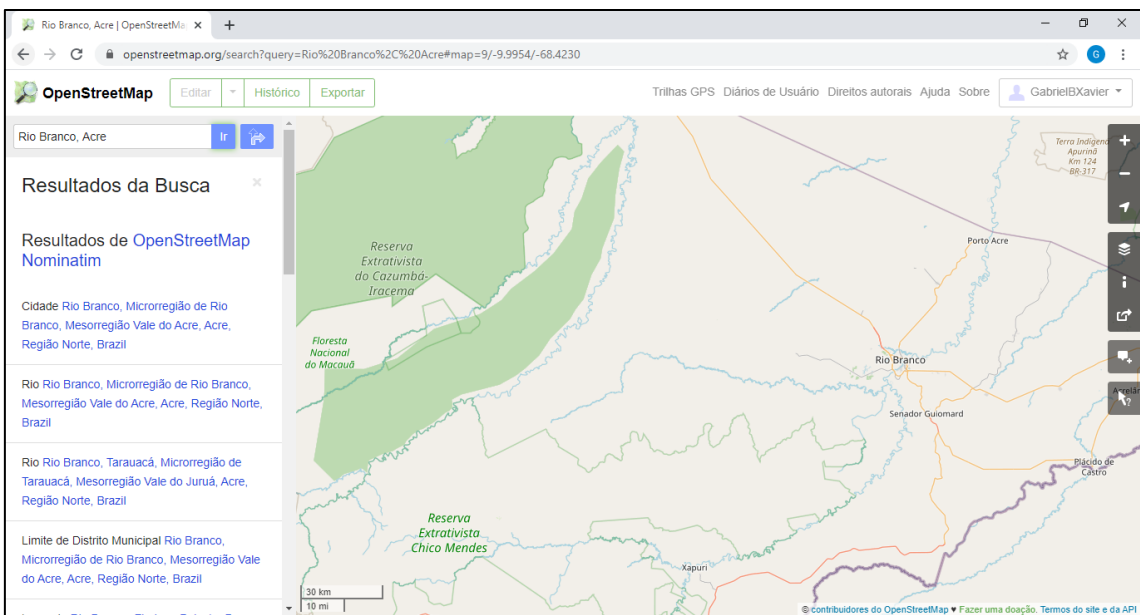 Rio Branco, Acre | OpenStreetMa
openstreetmap.org/search?query=Rio%20Branco%2C%20Acre#map=9/-9.9954/-68.4230
G
OpenStreetMap
Editar
Histórico
Exportar
Trilhas GPS Diários de Usuário Direitos autorais Ajuda Sobre
GabrielBXavier
Rio Branco, Acre
Ir
Resultados da Busca
Resultados de OpenStreetMap
Nominatim
Cidade Rio Branco, Microrregião de Rio
Branco, Mesorregião Vale do Acre, Acre,
Região Norte, Brazil
Rio Rio Branco, Microrregião de Rio Branco,
Mesorregião Vale do Acre, Acre, Região Norte,
Brazil
Rio Rio Branco, Tarauacá, Microrregião de
Tarauacá, Mesorregião Vale do Juruá, Acre,
Região Norte, Brazil
Limite de Distrito Municipal Rio Branco,
Microrregião de Rio Branco, Mesorregião Vale
do Acre, Acre, Região Norte, Brazil
Terra Indígena
Apurinã
Km 124
BR-317
Porto Acre
Reserva
Extrativista
do Cazumbá-
Iracema
Floresta
Nacional
do Macauã
Rio Branco
Senador Guiomard
Plácido de
Castro
Reserva
Extrativista
Chico Mendes
Xapuri
30 km
10 mi
© contribuidores do OpenStreetMap ♥ Fazer uma doação. Termos do site e da API